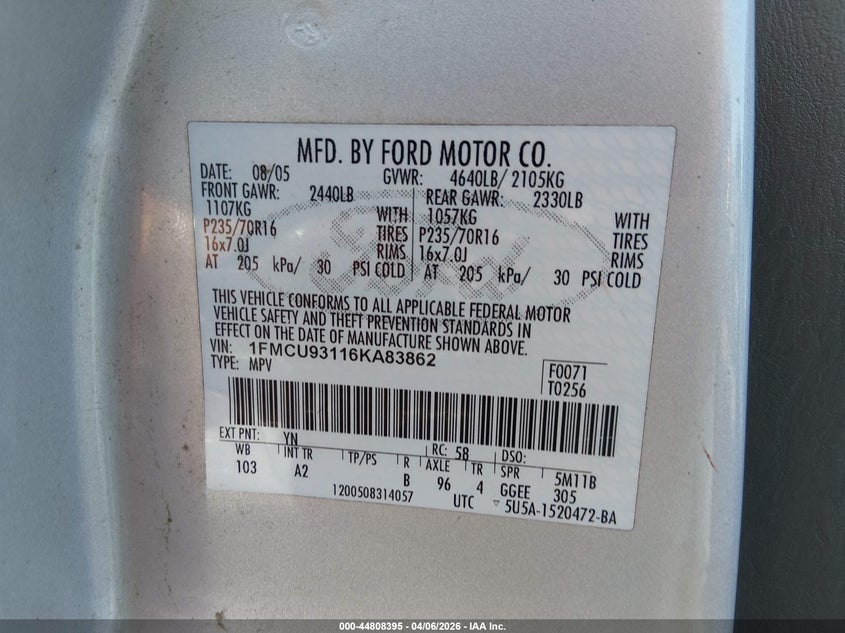 MFD. BY FORD MOTOR CO.
DATE: 08/05 GVWR: 4640LB/ 2105KG
FRONT GAWR: 2440LB REAR GAWR: 2330LB
1107KG WITH 1057KG WITH
P235/70R16 TIRES P235/70R16 TIRES
16x7.0J RIMS 16x7.0J RIMS
AT 205 kPa/ 30 PSI COLD AT 205 kPa/ 30 PSI COLD
Ford
THIS VEHICLE CONFORMS TO ALL APPLICABLE FEDERAL MOTOR
VEHICLE SAFETY AND THEFT PREVENTION STANDARDS IN
EFFECT ON THE DATE OF MANUFACTURE SHOWN ABOVE.
VIN: 1FMCU93116KA83862
TYPE: MPV
F0071
T0256
EXT PNT: YN RC: 58 DSO:
WB INT TR TP/PS R AXLE TR SPR 5M11B
103 A2 B 96 4 GGEE 305
1200508314057 UTC ▽ 5U5A-1520472-BA
000-44808395 - 04/06/2026 - IAA Inc.